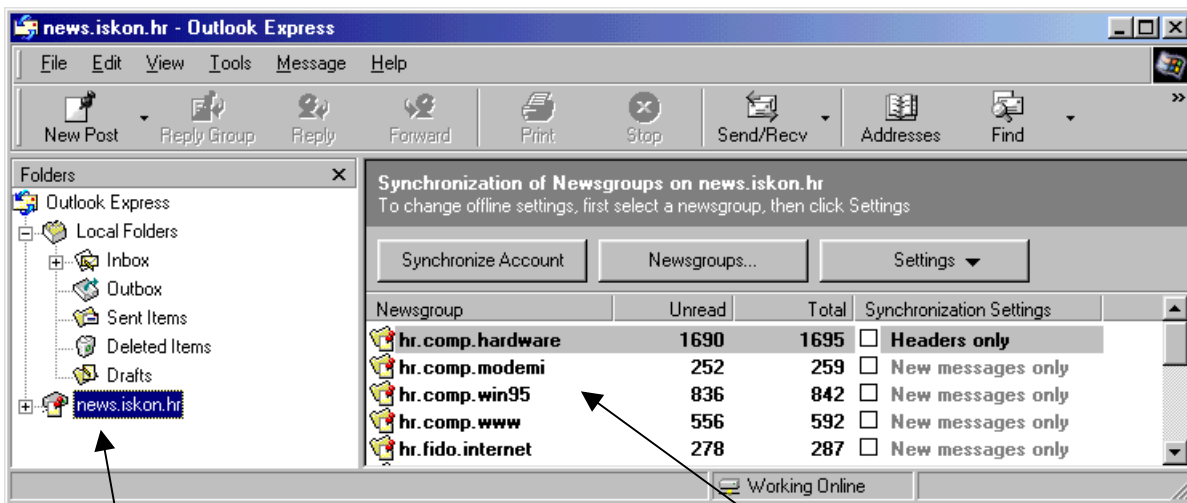 news.iskon.hr - Outlook Express
File Edit View Tools Message Help
New Post Reply Group Reply Forward Print Stop Send/Recv Addresses Find »
Folders
Outlook Express
Local Folders
Inbox
Outbox
Sent Items
Deleted Items
Drafts
news.iskon.hr
Synchronization of Newsgroups on news.iskon.hr
To change offline settings, first select a newsgroup, then click Settings
Synchronize Account Newsgroups... Settings
Newsgroup Unread Total Synchronization Settings
hr.comp.hardware 1690 1695 Headers only
hr.comp.modemi 252 259 New messages only
hr.comp.win95 836 842 New messages only
hr.comp.www 556 592 New messages only
hr.fido.internet 278 287 New messages only
Working Online